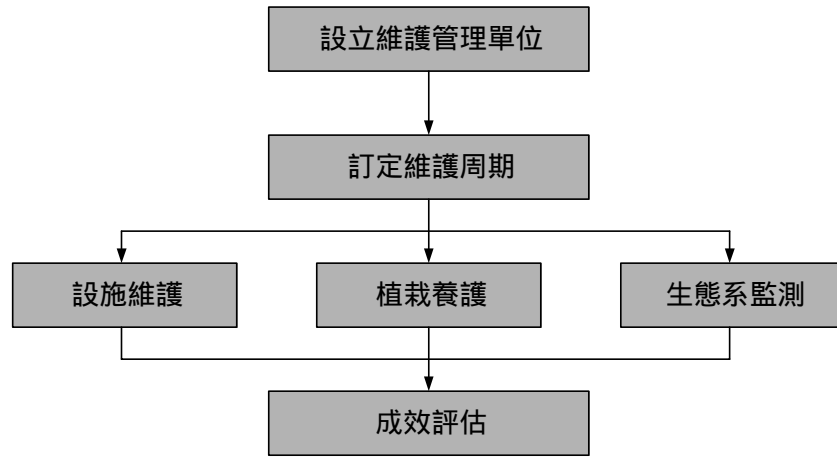 設立維護管理單位
訂定維護周期
設施維護
植栽養護
生態系監測
成效評估